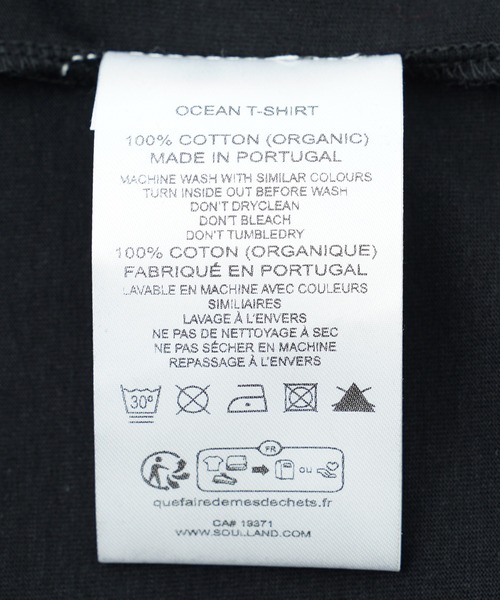 OCEAN T-SHIRT
100% COTTON (ORGANIC)
MADE IN PORTUGAL
MACHINE WASH WITH SIMILAR COLOURS
TURN INSIDE OUT BEFORE WASH
DON'T DRYCLEAN
DON'T BLEACH
DON'T TUMBLEDRY
100% COTON (ORGANIQUE)
FABRIQUÉ EN PORTUGAL
LAVABLE EN MACHINE AVEC COULEURS
SIMILIAIRES
LAVAGE À L'ENVERS
NE PAS DE NETTOYAGE À SEC
NE PAS SÉCHER EN MACHINE
REPASSAGE À L'ENVERS
30°
FR
OU
quefairedemesdechets.fr
CA# 19371
WWW.SOULLAND.COM